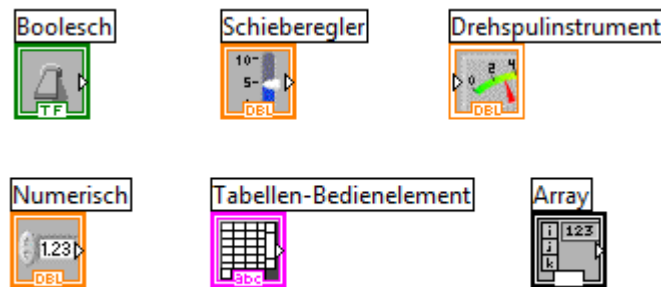 Boolesch
Schieberegler
Drehspulinstrument
TF
10-
5-
DBL
0 2 4
DBL
Numerisch
Tabellen-Bedienelement
Array
1.23
DBL
abc
i
j
k
123